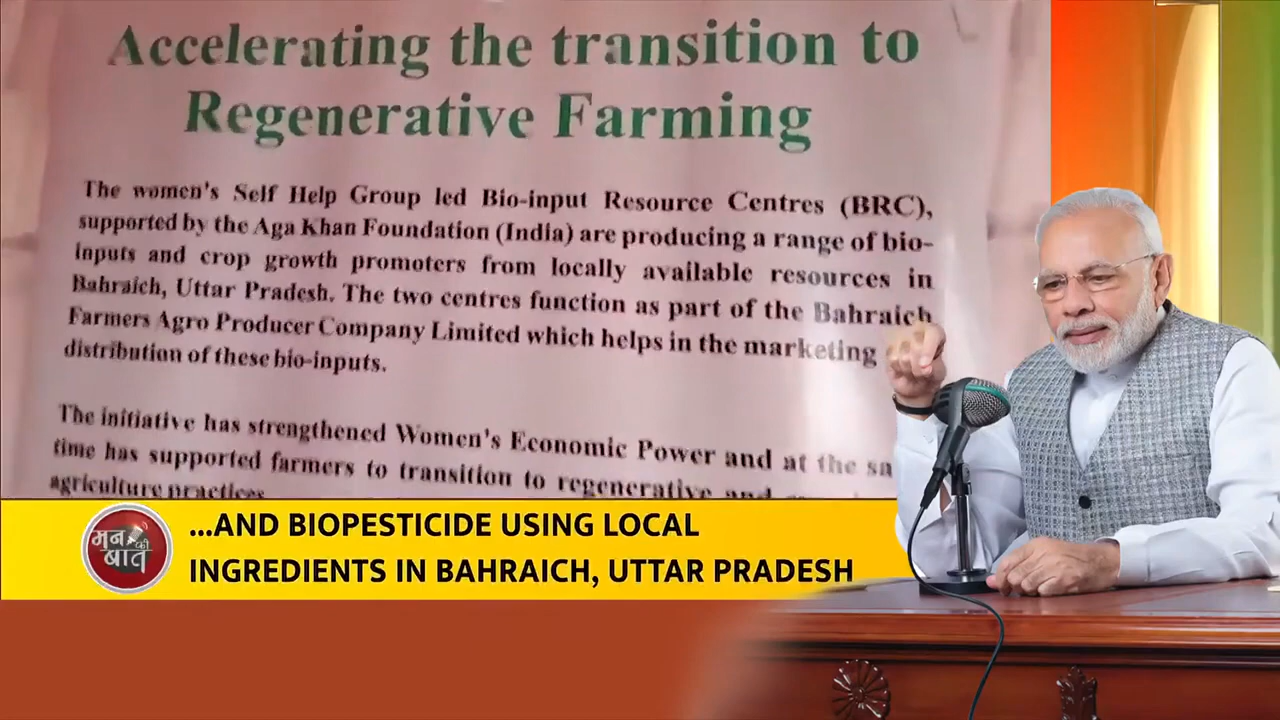 Accelerating the transition to
Regenerative Farming
The women's Self Help Group led Bio-input Resource Centres (BRC),
supported by the Aga Khan Foundation (India) are producing a range of bio-
inputs and crop growth promoters from locally available resources in
Bahraich, Uttar Pradesh. The two centres function as part of the Bahraich
Farmers Agro Producer Company Limited which helps in the marketing
distribution of these bio-inputs.
The initiative has strengthened Women's Economic Power and at the
time has supported farmers to transition to regenerative and
agriculture practices
मन की बात
...AND BIOPESTICIDE USING LOCAL
INGREDIENTS IN BAHRAICH, UTTAR PRADESH